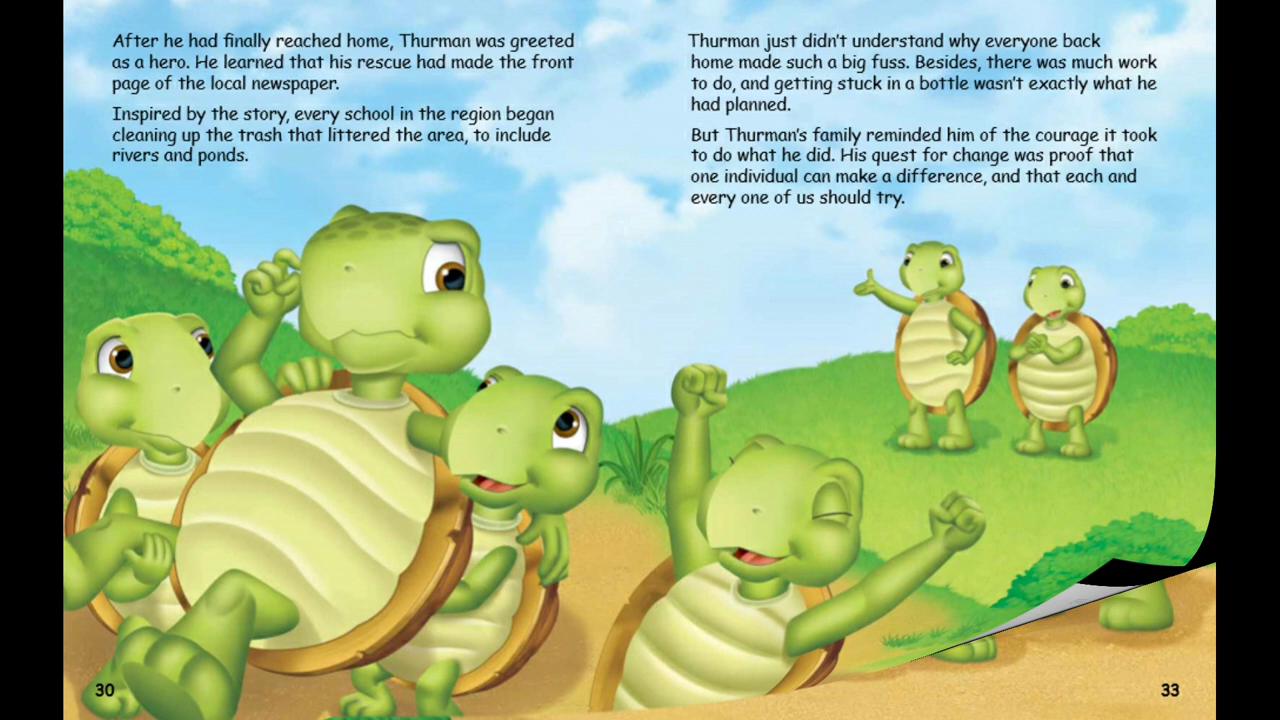 After he had finally reached home, Thurman was greeted
as a hero. He learned that his rescue had made the front
page of the local newspaper.
Inspired by the story, every school in the region began
cleaning up the trash that littered the area, to include
rivers and ponds.
30
Thurman just didn't understand why everyone back
home made such a big fuss. Besides, there was much work
to do, and getting stuck in a bottle wasn't exactly what he
had planned.
But Thurman's family reminded him of the courage it took
to do what he did. His quest for change was proof that
one individual can make a difference, and that each and
every one of us should try.
33